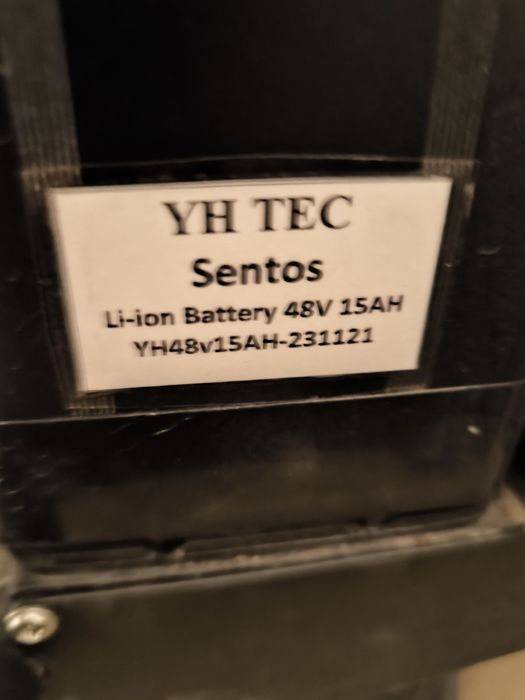 YH TEC
Sentos
Li-ion Battery 48V 15AH
YH48v15AH-231121